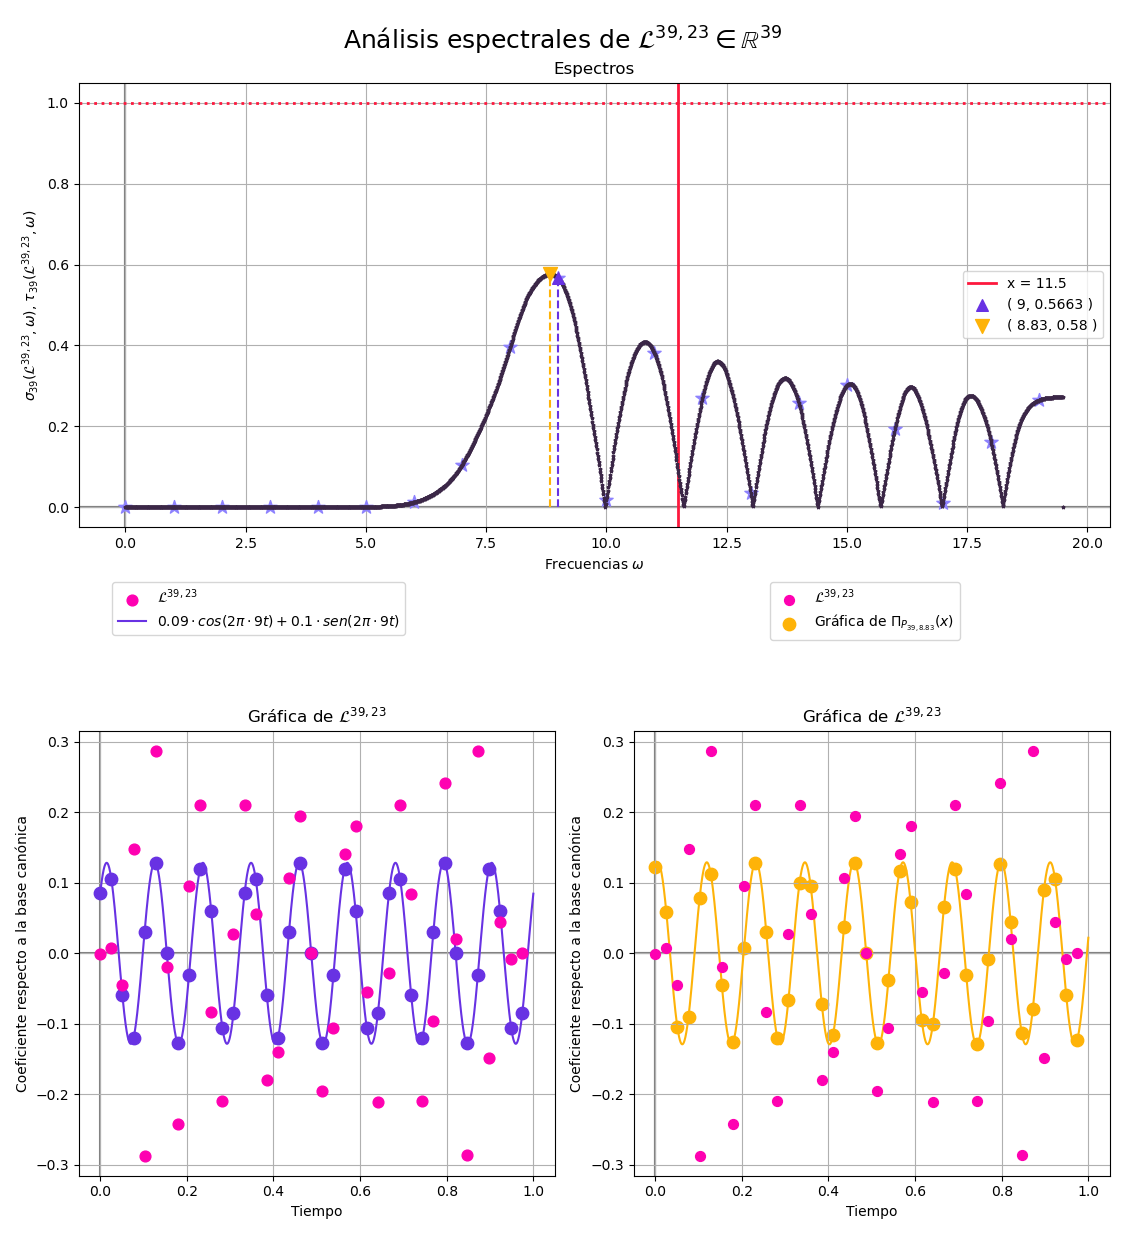 Análisis espectrales de 𝓛^{39,23} ∈ ℝ^{39}
Espectros
σ₃₉(𝓛^{39,23}, ω), τ₃₉(𝓛^{39,23}, ω)
1.0
0.8
0.6
0.4
0.2
0.0
x = 11.5
( 9, 0.5663 )
( 8.83, 0.58 )
0.0 2.5 5.0 7.5 10.0 12.5 15.0 17.5 20.0
Frecuencias ω
𝓛^{39,23}
0.09 · cos(2π · 9t) + 0.1 · sen(2π · 9t)
𝓛^{39,23}
Gráfica de Π_{P_{39,8.83}}(x)
Gráfica de 𝓛^{39,23}
Coeficiente respecto a la base canónica
0.3
0.2
0.1
0.0
−0.1
−0.2
−0.3
0.0 0.2 0.4 0.6 0.8 1.0
Tiempo
Gráfica de 𝓛^{39,23}
Coeficiente respecto a la base canónica
0.3
0.2
0.1
0.0
−0.1
−0.2
−0.3
0.0 0.2 0.4 0.6 0.8 1.0
Tiempo